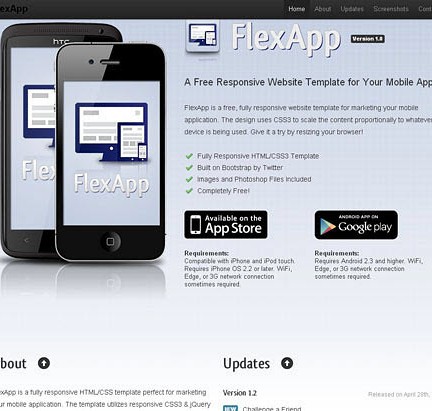 exApp
Home About Updates Screenshots Cont
hTC
FlexApp
Version 1.0
A Free Responsive Website Template for Your Mobile App
FlexApp is a free, fully responsive website template for marketing your mobile
application. The design uses CSS3 to scale the content proportionally to whatever
device is being used. Give it a try by resizing your browser!
Fully Responsive HTML/CSS3 Template
Built on Bootstrap by Twitter
Images and Photoshop Files Included
Completely Free!
Fle
FlexApp
Available on the
App Store
ANDROID APP ON
Google play
Requirements:
Compatible with iPhone and iPod touch.
Requires iPhone OS 2.2 or later. WiFi,
Edge, or 3G network connection
sometimes required.
Requirements:
Requires Android 2.3 and higher. WiFi,
Edge, or 3G network connection
sometimes required.
bout
Updates
xApp is a fully responsive HTML/CSS template perfect for marketing
ur mobile application. The template utilizes responsive CSS3 & jQuery
Version 1.2
Released on April 28th,
NEW Challenge a Friend